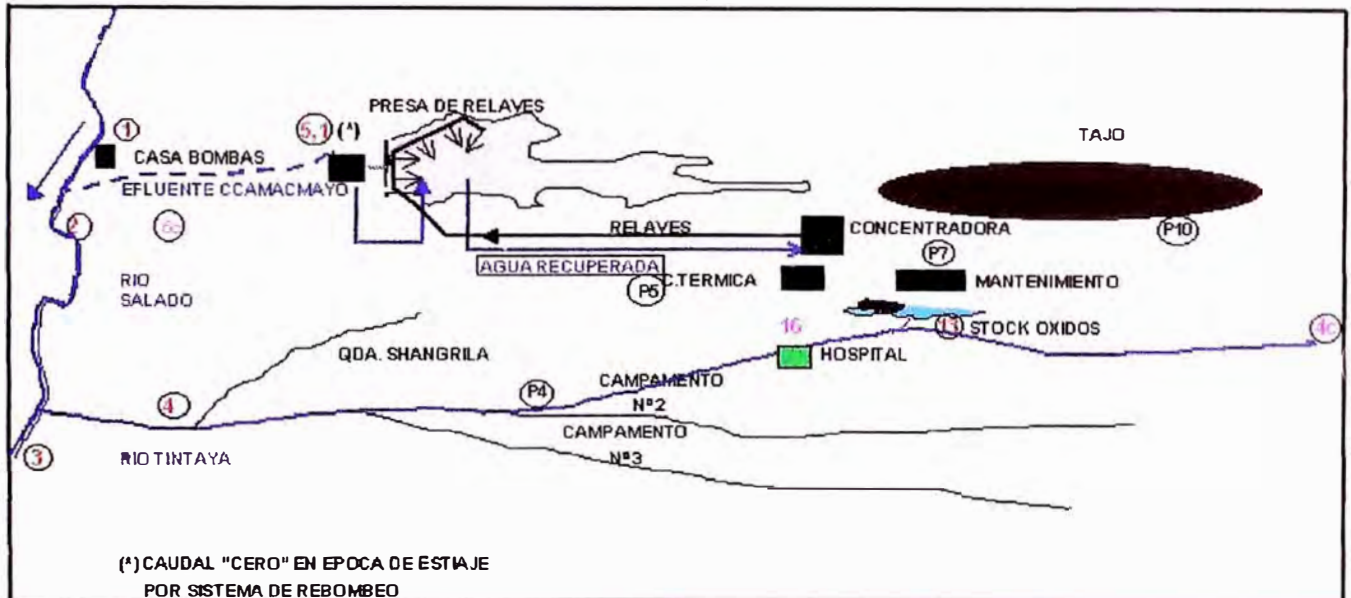 PRESA DE RELAVES
TAJO
1
5,1 (*)
CASA BOMBAS
EFLUENTE CCAMACMAYO
2
RELAVES
CONCENTRADORA
P10
P7
AGUA RECUPERADA
C.TERMICA
MANTENIMIENTO
P5
RIO
SALADO
16
13 STOCK OXIDOS
4c
QDA. SHANGRILA
HOSPITAL
CAMPAMENTO
Nº2
P4
4
CAMPAMENTO
Nº3
3
RIO TINTAYA
(*) CAUDAL "CERO" EN EPOCA DE ESTIAJE
POR SISTEMA DE REBOMBEO